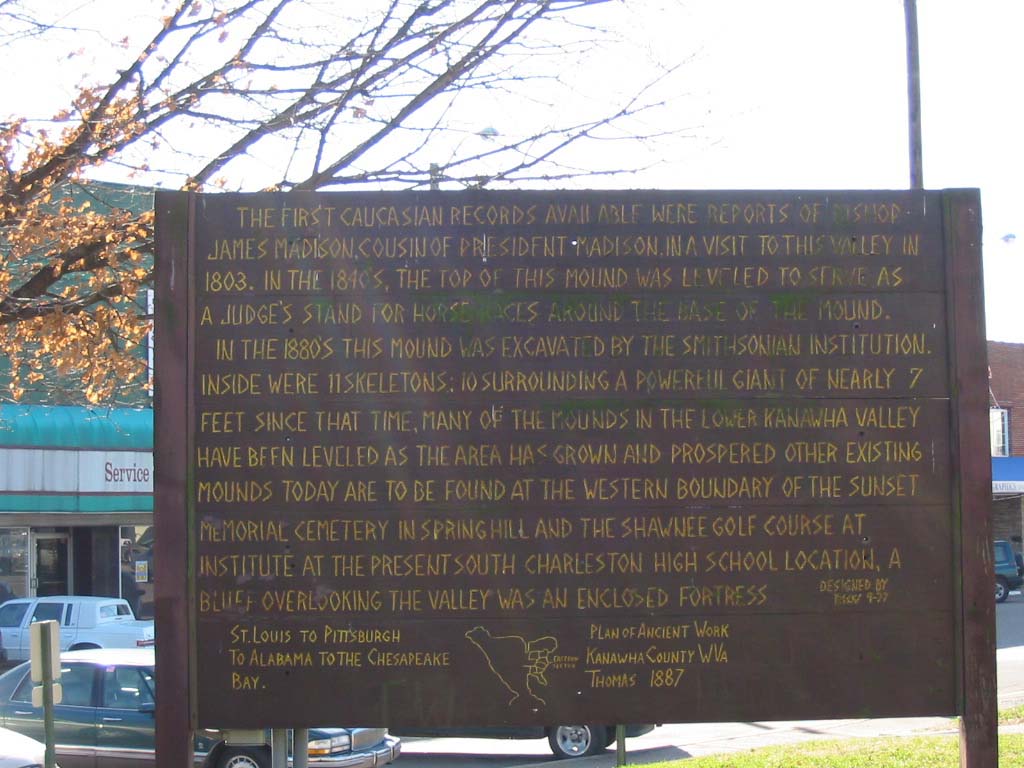 THE FIRST CAUCASIAN RECORDS AVAILABLE WERE REPORTS OF BISHOP
JAMES MADISON, COUSIN OF PRESIDENT MADISON, IN A VISIT TO THIS VALLEY IN
1803. IN THE 1840'S, THE TOP OF THIS MOUND WAS LEVELED TO SERVE AS
A JUDGE'S STAND FOR HORSE RACES AROUND THE BASE OF THE MOUND.
IN THE 1880'S THIS MOUND WAS EXCAVATED BY THE SMITHSONIAN INSTITUTION.
INSIDE WERE 11 SKELETONS: 10 SURROUNDING A POWERFUL GIANT OF NEARLY 7
FEET SINCE THAT TIME, MANY OF THE MOUNDS IN THE LOWER KANAWHA VALLEY
HAVE BEEN LEVELED AS THE AREA HAS GROWN AND PROSPERED OTHER EXISTING
MOUNDS TODAY ARE TO BE FOUND AT THE WESTERN BOUNDARY OF THE SUNSET
MEMORIAL CEMETERY IN SPRING HILL AND THE SHAWNEE GOLF COURSE AT
INSTITUTE AT THE PRESENT SOUTH CHARLESTON HIGH SCHOOL LOCATION, A
BLUFF OVERLOOKING THE VALLEY WAS AN ENCLOSED FORTRESS
DESIGNED BY
ST. LOUIS TO PITTSBURGH
TO ALABAMA TO THE CHESAPEAKE
BAY.
PLAN OF ANCIENT WORK
KANAWHA COUNTY W.VA
THOMAS 1887
Service